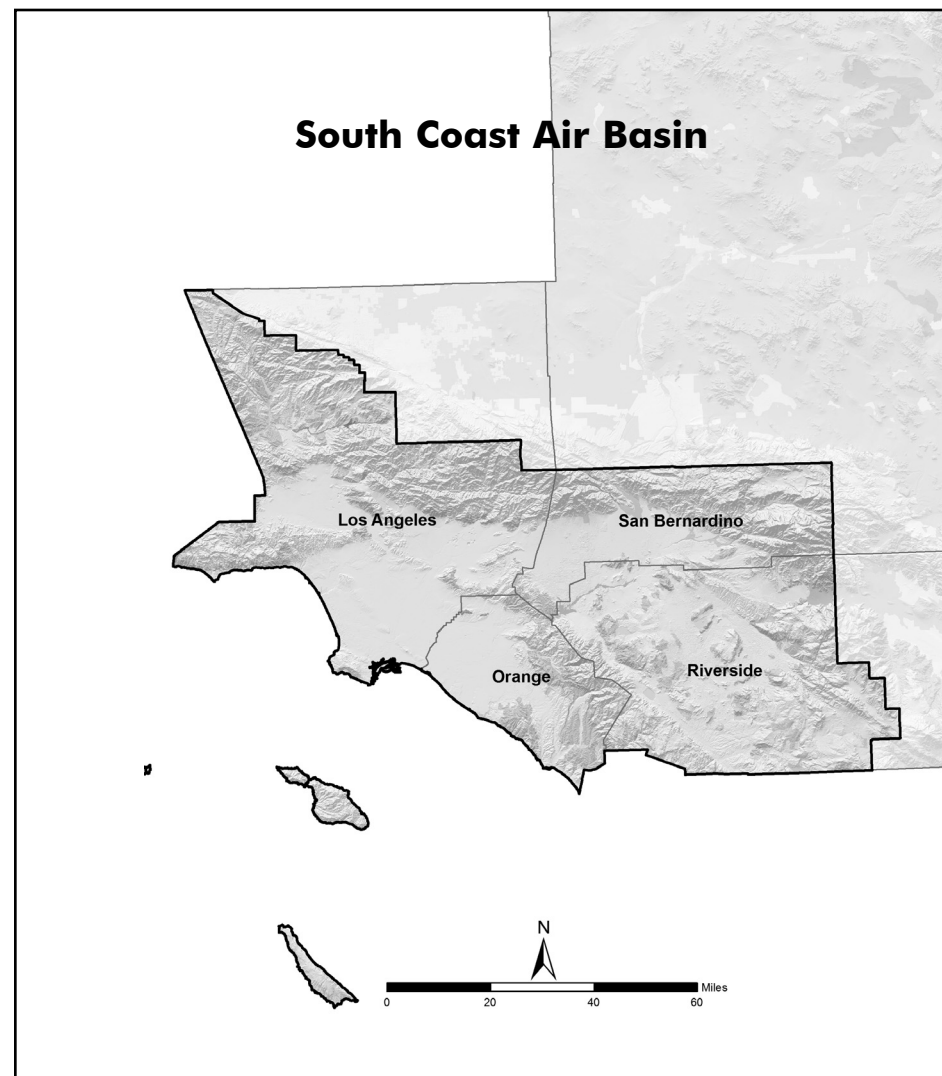 South Coast Air Basin
Los Angeles
San Bernardino
Orange
Riverside
N
Miles
0 20 40 60